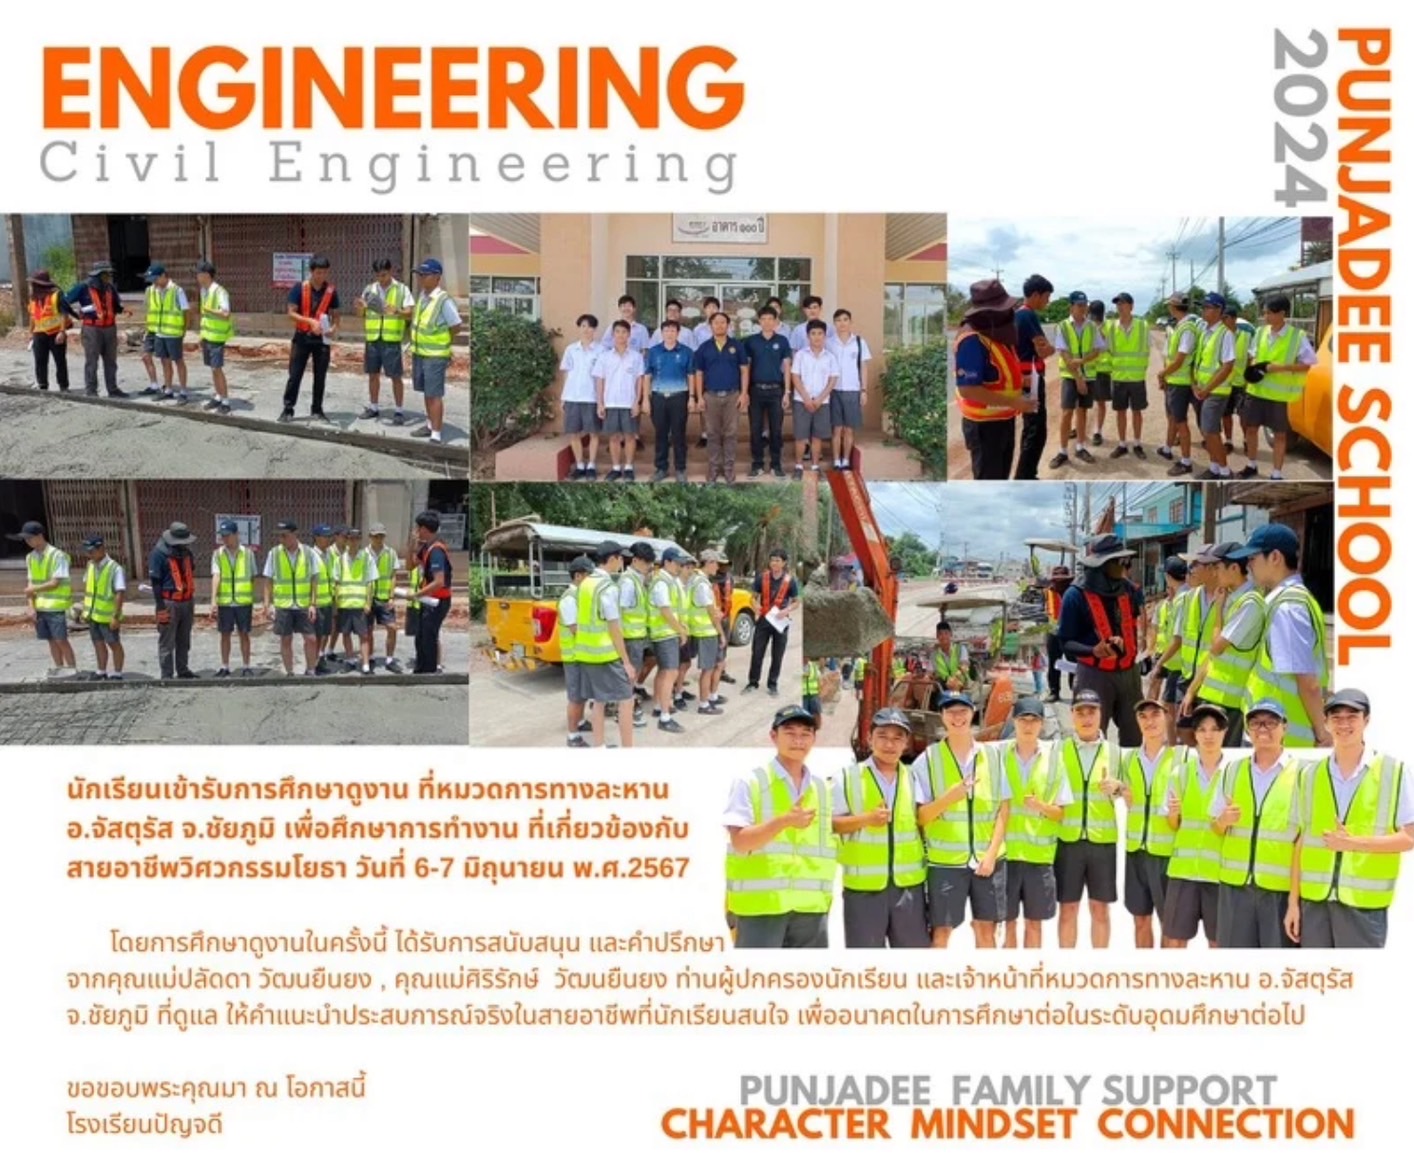 ENGINEERING
Civil Engineering
PUNJADEE SCHOOL
2024
อาคาร ๑๐๐ ปี
นักเรียนเข้ารับการศึกษาดูงาน ที่หมวดการทางละหาน
อ.จัสตุรัส จ.ชัยภูมิ เพื่อศึกษาการทำงาน ที่เกี่ยวข้องกับ
สายอาชีพวิศวกรรมโยธา วันที่ 6-7 มิถุนายน พ.ศ.2567
โดยการศึกษาดูงานในครั้งนี้ ได้รับการสนับสนุน และคำปรึกษา
จากคุณแม่ปลัดดา วัฒนยืนยง , คุณแม่ศิริรักษ์ วัฒนยืนยง ท่านผู้ปกครองนักเรียน และเจ้าหน้าที่หมวดการทางละหาน อ.จัสตุรัส
จ.ชัยภูมิ ที่ดูแล ให้คำแนะนำประสบการณ์จริงในสายอาชีพที่นักเรียนสนใจ เพื่ออนาคตในการศึกษาต่อในระดับอุดมศึกษาต่อไป
ขอขอบพระคุณมา ณ โอกาสนี้
โรงเรียนปัญจดี
PUNJADEE FAMILY SUPPORT
CHARACTER MINDSET CONNECTION